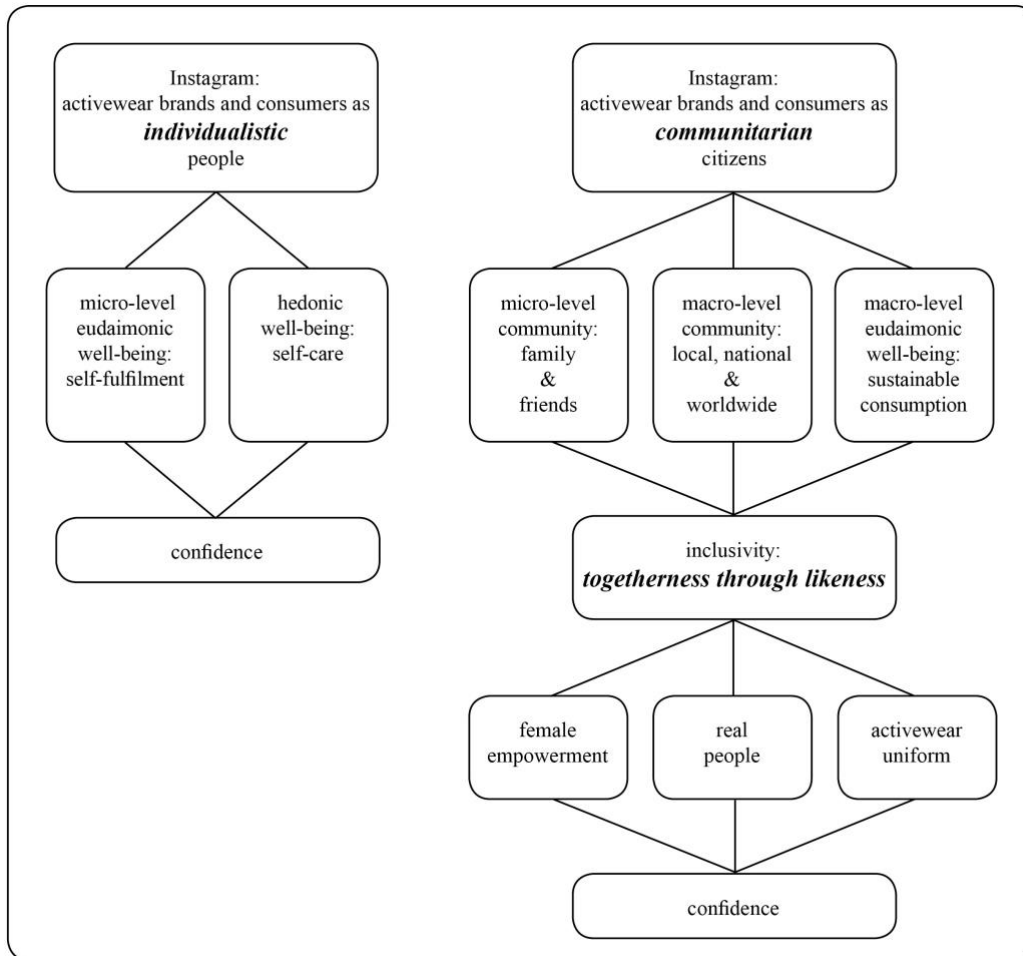 Instagram:
activewear brands and consumers as
individualistic
people
micro-level
eudaimonic
well-being:
self-fulfilment
hedonic
well-being:
self-care
confidence
Instagram:
activewear brands and consumers as
communitarian
citizens
micro-level
community:
family
&
friends
macro-level
community:
local, national
&
worldwide
macro-level
eudaimonic
well-being:
sustainable
consumption
inclusivity:
togetherness through likeness
female
empowerment
real
people
activewear
uniform
confidence